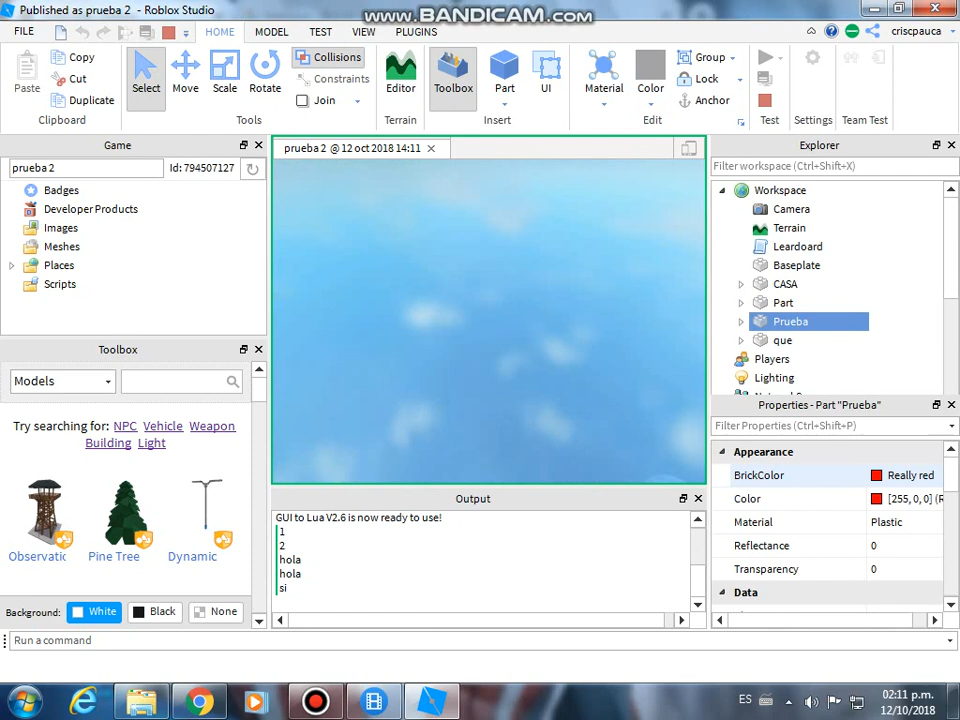 Published as prueba 2 - Roblox Studio
www.BANDICAM.com
FILE
HOME
MODEL
TEST
VIEW
PLUGINS
criscpauca
Paste
Copy
Cut
Duplicate
Clipboard
Select
Move
Scale
Rotate
Collisions
Constraints
Join
Tools
Editor
Terrain
Toolbox
Part
UI
Insert
Material
Color
Group
Lock
Anchor
Edit
Test
Settings
Team Test
Game
prueba 2
Id: 794507127
Badges
Developer Products
Images
Meshes
Places
Scripts
Toolbox
Models
Try searching for: NPC Vehicle Weapon
Building Light
Observatic
Pine Tree
Dynamic
Background: White Black None
prueba 2 @ 12 oct 2018 14:11
Output
GUI to Lua V2.6 is now ready to use!
1
2
hola
hola
si
Explorer
Filter workspace (Ctrl+Shift+X)
Workspace
Camera
Terrain
Leardoard
Baseplate
CASA
Part
Prueba
que
Players
Lighting
Properties - Part "Prueba"
Filter Properties (Ctrl+Shift+P)
Appearance
BrickColor Really red
Color [255, 0, 0] (R
Material Plastic
Reflectance 0
Transparency 0
Data
Run a command
ES
02:11 p.m.
12/10/2018